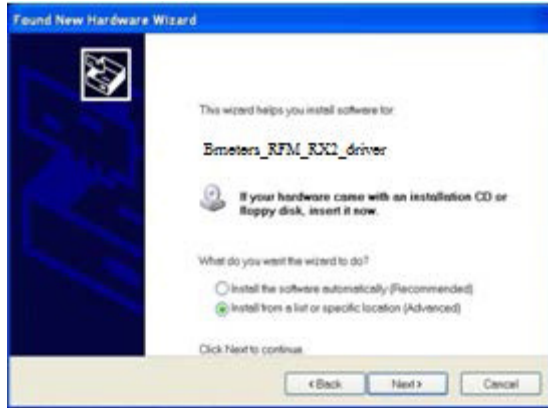 Found New Hardware Wizard
This wizard helps you install software for:
Bmeters_RFM_RX2_driver
If your hardware came with an installation CD or
floppy disk, insert it now.
What do you want the wizard to do?
Install the software automatically (Recommended)
Install from a list or specific location (Advanced)
Click Next to continue.
< Back
Next >
Cancel